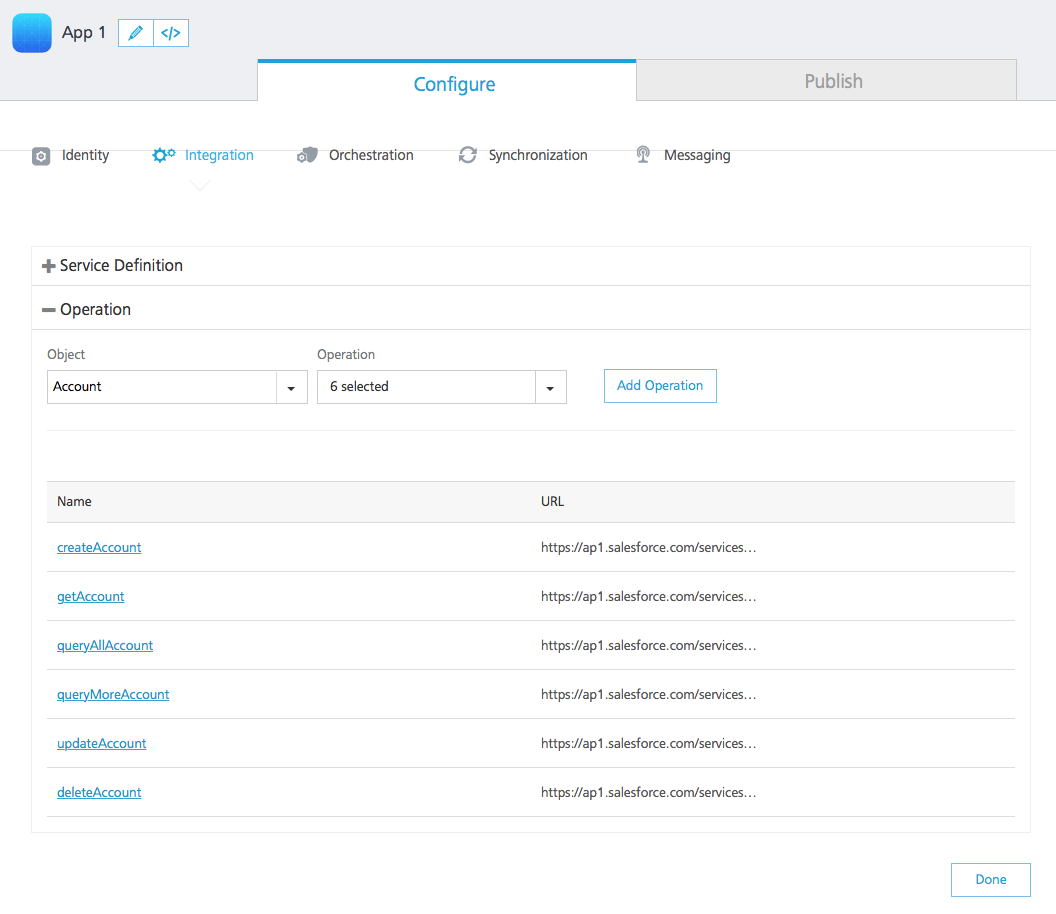 App 1
</>
Configure
Publish
Identity
Integration
Orchestration
Synchronization
Messaging
Service Definition
Operation
Object
Operation
Account
6 selected
Add Operation
Name URL
createAccount https://ap1.salesforce.com/services...
getAccount https://ap1.salesforce.com/services...
queryAllAccount https://ap1.salesforce.com/services...
queryMoreAccount https://ap1.salesforce.com/services...
updateAccount https://ap1.salesforce.com/services...
deleteAccount https://ap1.salesforce.com/services...
Done